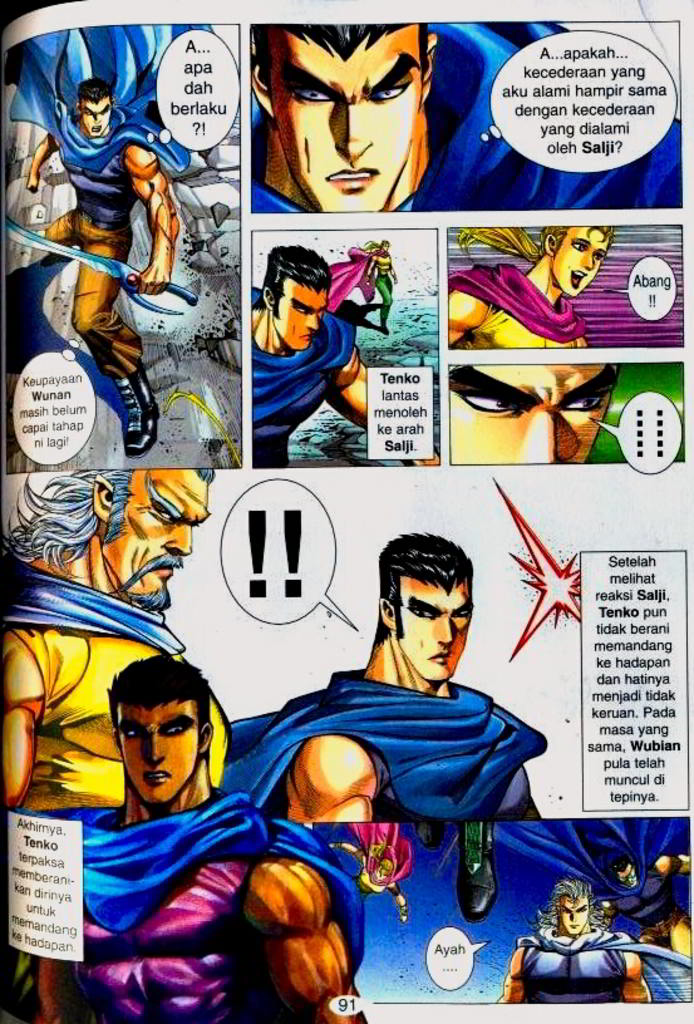 A...
apa
dah
berlaku
?!
A...apakah...
kecederaan yang
aku alami hampir sama
dengan kecederaan
yang dialami
oleh Salji?
Keupayaan
Wunan
masih belum
capai tahap
ni lagi!
Tenko
lantas
menoleh
ke arah
Salji.
Abang
!!
!!
Setelah
melihat
reaksi Salji,
Tenko pun
tidak berani
memandang
ke hadapan
dan hatinya
menjadi tidak
keruan. Pada
masa yang
sama, Wubian
pula telah
muncul di
tepinya.
Akhirnya,
Tenko
terpaksa
memberani-
kan dirinya
untuk
memandang
ke hadapan.
Ayah
....
91